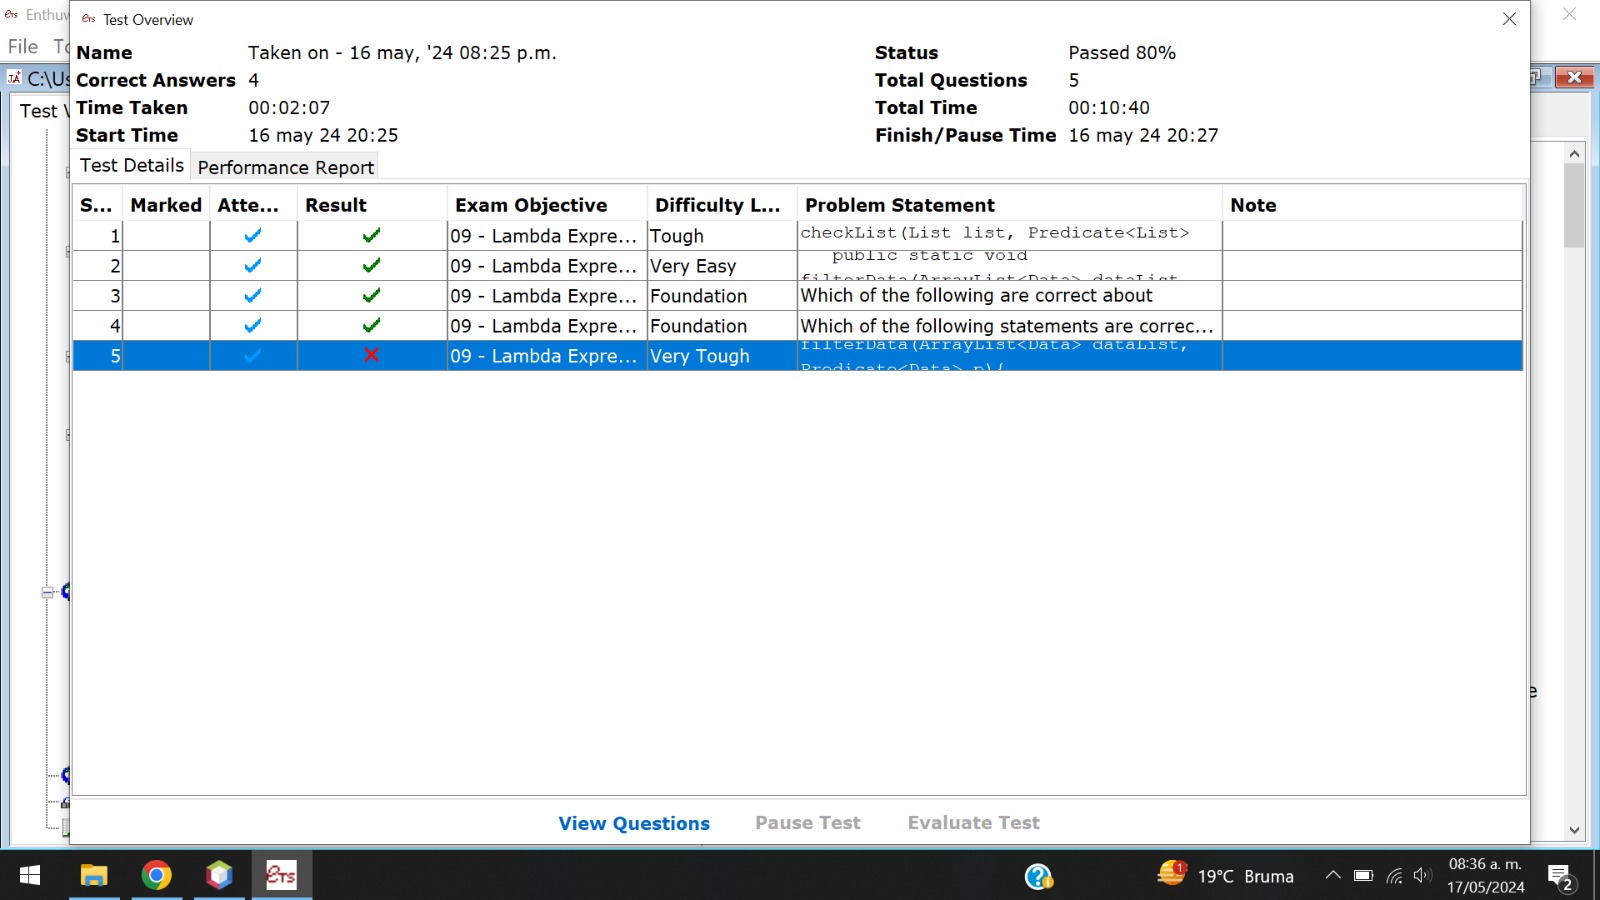 ETS Enthuw
ETS Test Overview
File To
Name Taken on - 16 may, '24 08:25 p.m. Status Passed 80%
JA+ C:\Us
Correct Answers 4 Total Questions 5
Test V
Time Taken 00:02:07 Total Time 00:10:40
Start Time 16 may 24 20:25 Finish/Pause Time 16 may 24 20:27
Test Details Performance Report
S... Marked Atte... Result Exam Objective Difficulty L... Problem Statement Note
1 09 - Lambda Expre... Tough checkList(List list, Predicate<List>
2 09 - Lambda Expre... Very Easy public static void
filterData(ArrayList<Data> dataList
3 09 - Lambda Expre... Foundation Which of the following are correct about
4 09 - Lambda Expre... Foundation Which of the following statements are correc...
5 09 - Lambda Expre... Very Tough filterData(ArrayList<Data> dataList,
Predicate<Data> p){
e
View Questions Pause Test Evaluate Test
ETS
1
19°C Bruma
08:36 a. m.
17/05/2024
2